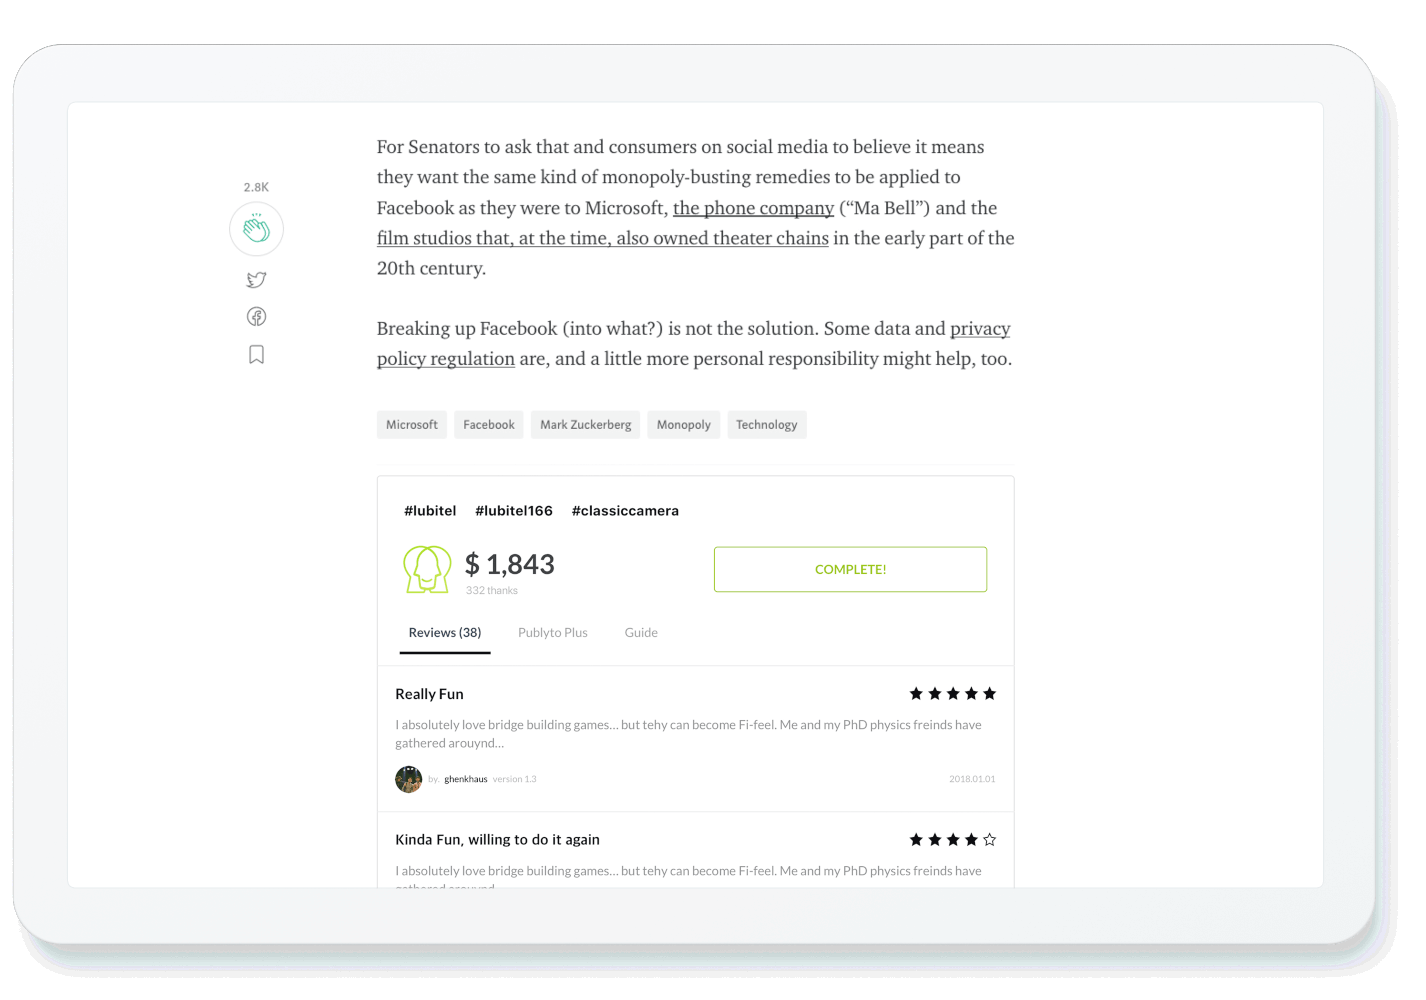 For Senators to ask that and consumers on social media to believe it means
they want the same kind of monopoly-busting remedies to be applied to
Facebook as they were to Microsoft, the phone company (“Ma Bell”) and the
film studios that, at the time, also owned theater chains in the early part of the
20th century.
2.8K
Breaking up Facebook (into what?) is not the solution. Some data and privacy
policy regulation are, and a little more personal responsibility might help, too.
Microsoft Facebook Mark Zuckerberg Monopoly Technology
#lubitel #lubitel166 #classiccamera
$ 1,843
332 thanks
COMPLETE!
Reviews (38) Publyto Plus Guide
Really Fun
I absolutely love bridge building games... but tehy can become Fi-feel. Me and my PhD physics freinds have
gathered arouynd...
by. ghenkhaus version 1.3 2018.01.01
Kinda Fun, willing to do it again
I absolutely love bridge building games... but tehy can become Fi-feel. Me and my PhD physics freinds have